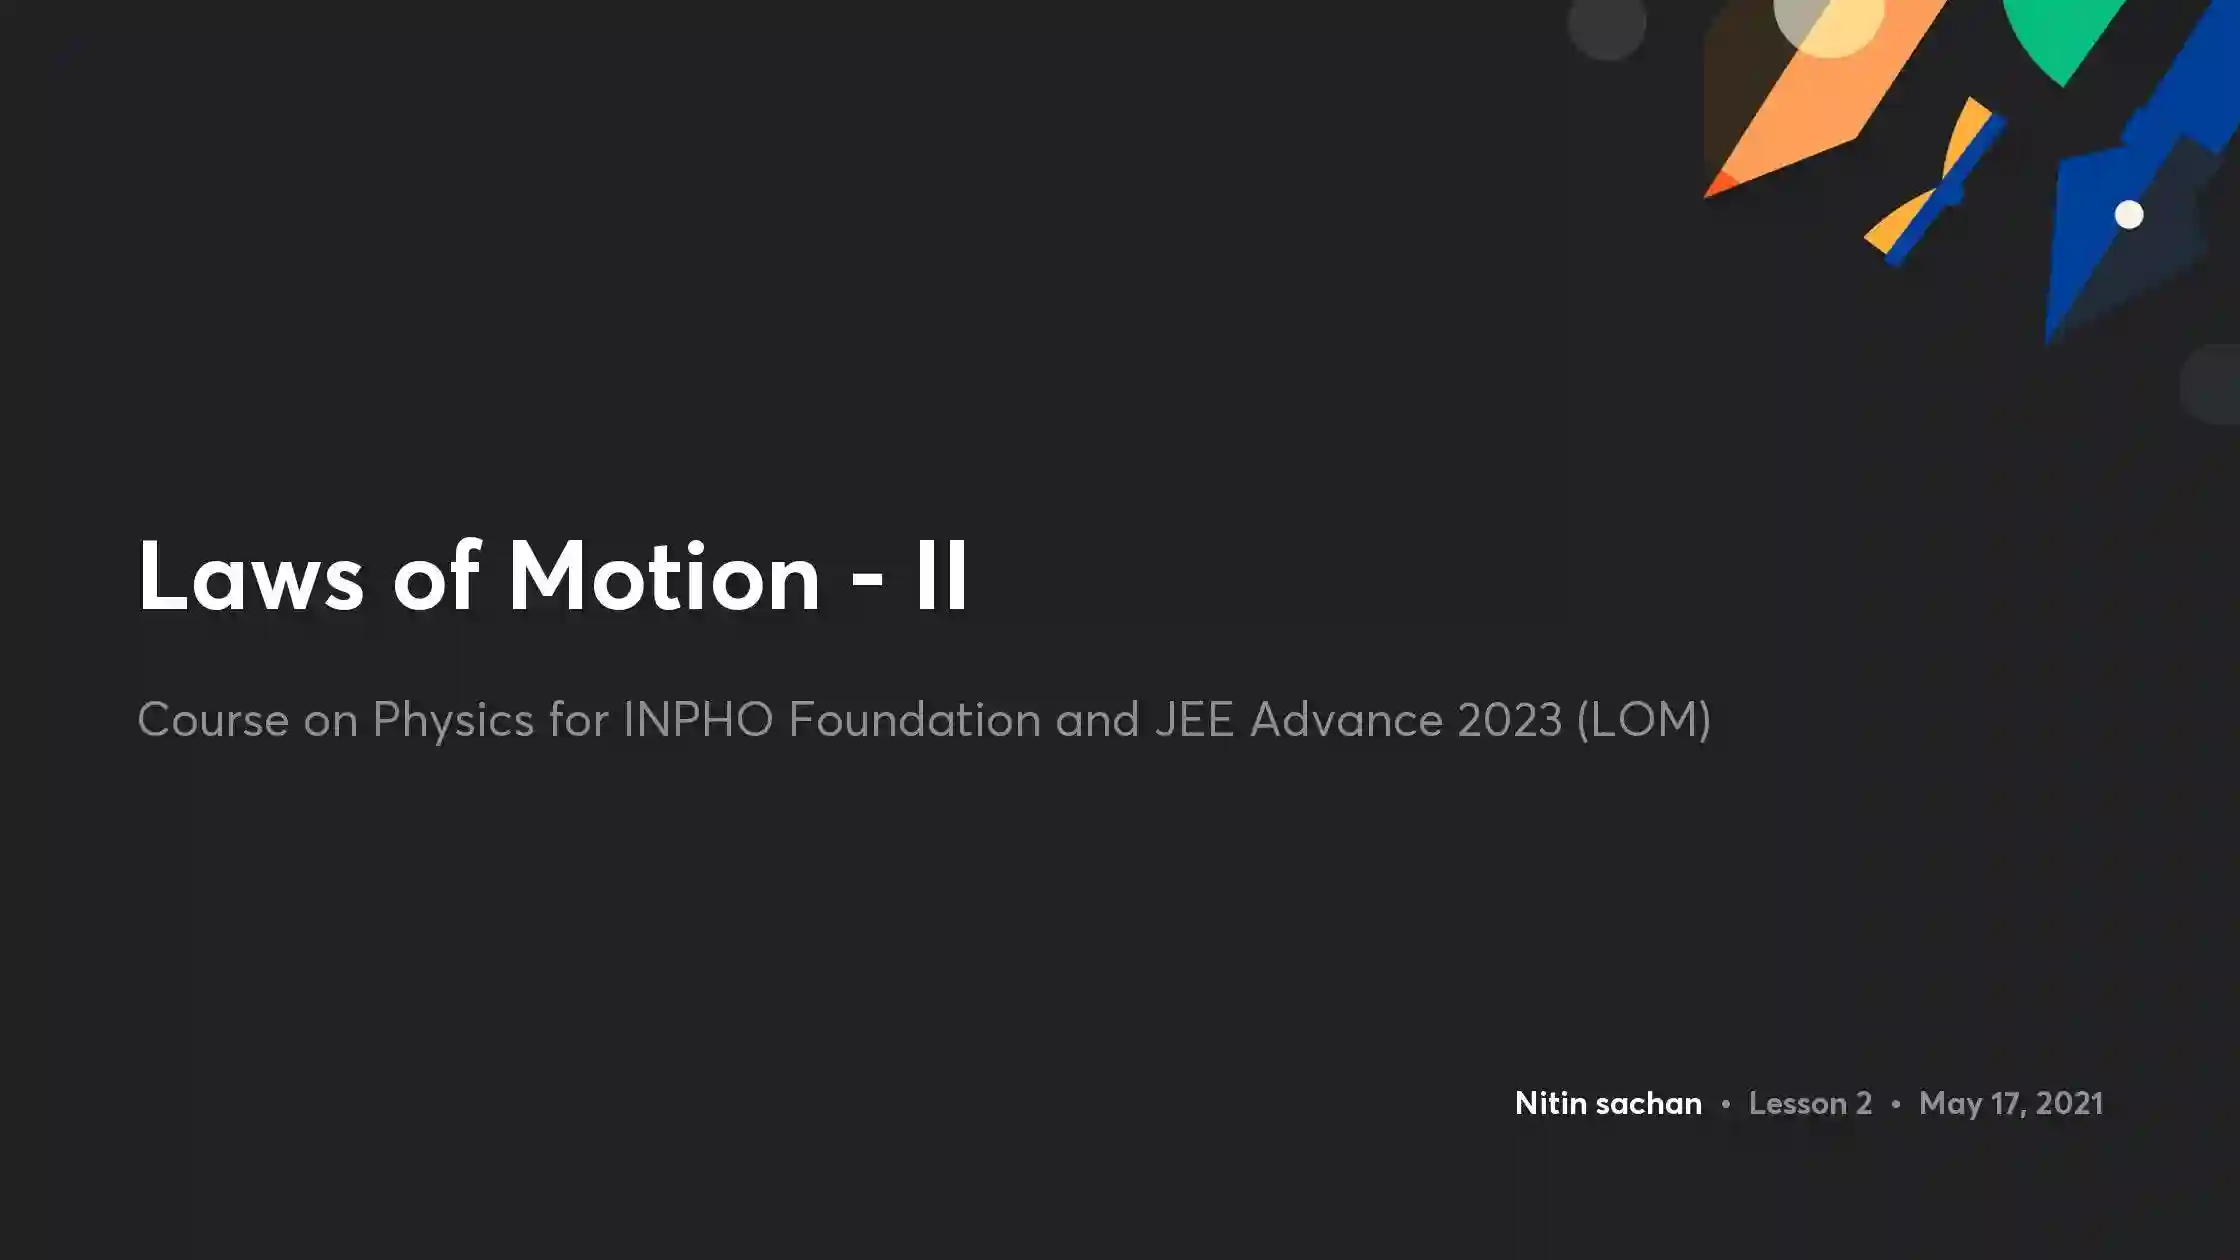 Laws of Motion - II
Course on Physics for INPHO Foundation and JEE Advance 2023 (LOM)
Nitin sachan • Lesson 2 • May 17, 2021